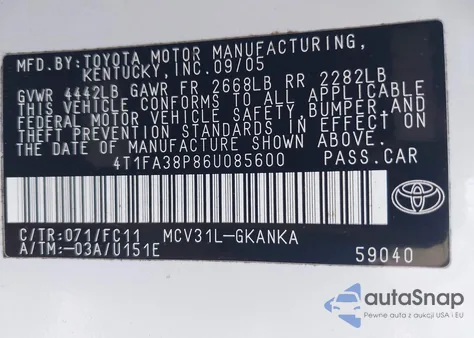 MFD.BY: TOYOTA MOTOR MANUFACTURING,
KENTUCKY, INC. 09/05
GVWR 4442LB GAWR FR 2668LB RR 2282LB
THIS VEHICLE CONFORMS TO ALL APPLICABLE
FEDERAL MOTOR VEHICLE SAFETY, BUMPER AND
THEFT PREVENTION STANDARDS IN EFFECT ON
THE DATE OF MANUFACTURE SHOWN ABOVE.
4T1FA38P86U085600 PASS.CAR
C/TR: 071/FC11 MCV31L-GKANKA
A/TM:-03A/U151E 59040
TOYOTA
autoSnap
Pewne auta z aukcji USA i EU